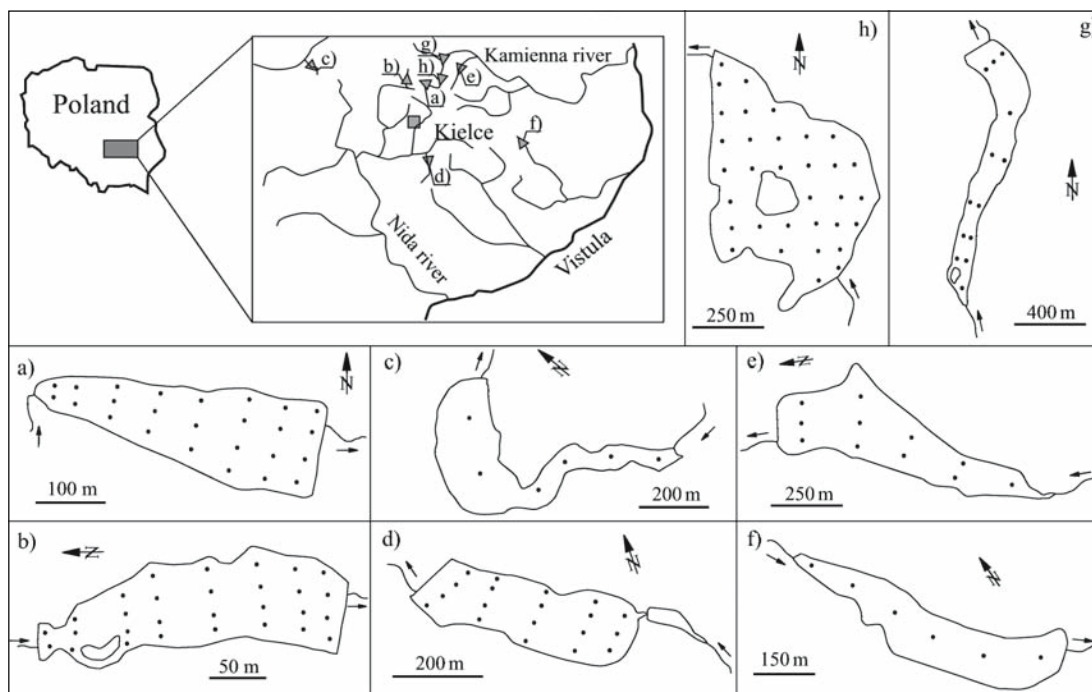 Poland
c)
b)
g)
h)
e)
a)
f)
d)
Kamienna river
Kielce
Nida river
Vistula
h)
N
250 m
g)
N
400 m
a)
N
100 m
c)
N
200 m
e)
N
250 m
b)
N
50 m
d)
N
200 m
f)
N
150 m